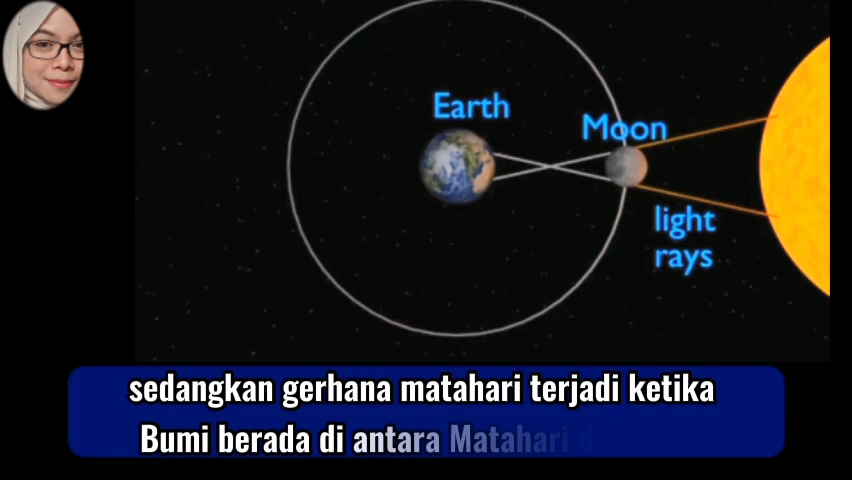 Earth
Moon
light
rays
sedangkan gerhana matahari terjadi ketika
Bumi berada di antara Matahari